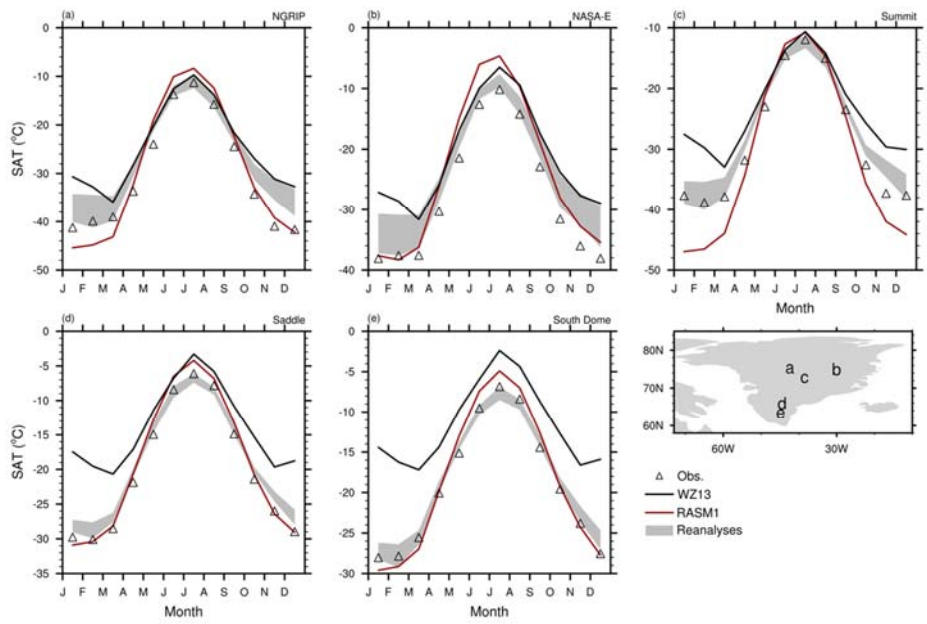 (a) NGRIP
(b) NASA-E
(c) Summit
0
-10
-20
-30
-40
-50
SAT (°C)
J F M A M J J A S O N D
0
-10
-20
-30
-40
J F M A M J J A S O N D
-10
-20
-30
-40
-50
J F M A M J J A S O N D
Month
(d) Saddle
(e) South Dome
0
-5
-10
-15
-20
-25
-30
-35
SAT (°C)
J F M A M J J A S O N D
Month
0
-5
-10
-15
-20
-25
-30
J F M A M J J A S O N D
Month
80N
70N
60N
a
b
c
d
e
60W 30W
Obs.
WZ13
RASM1
Reanalyses